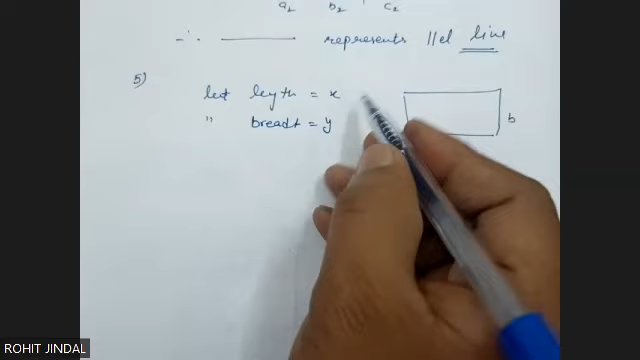 a₂ b₂ c₂
∴ ——— represents ||el line
5)
let length = x
" breadt = y
b
ROHIT JINDAL